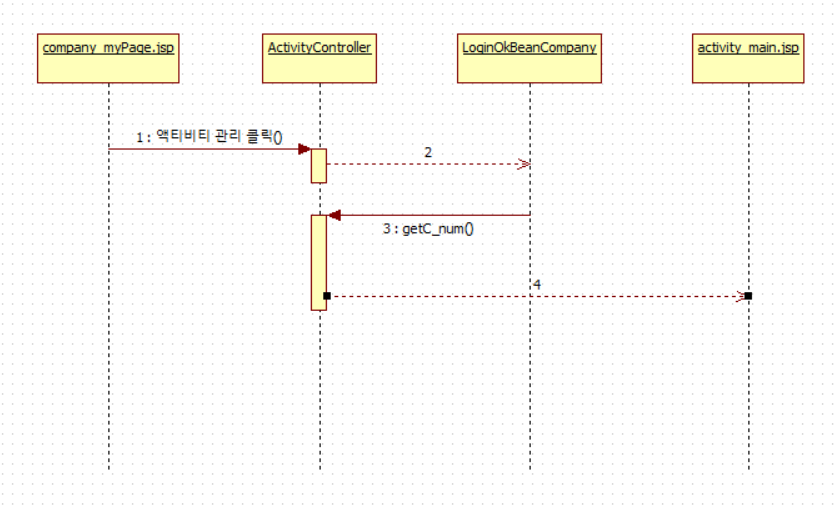 company_myPage.jsp
ActivityController
LoginOkBeanCompany
activity_main.jsp
1 : 액티비티 관리 클릭()
2
3 : getC_num()
4